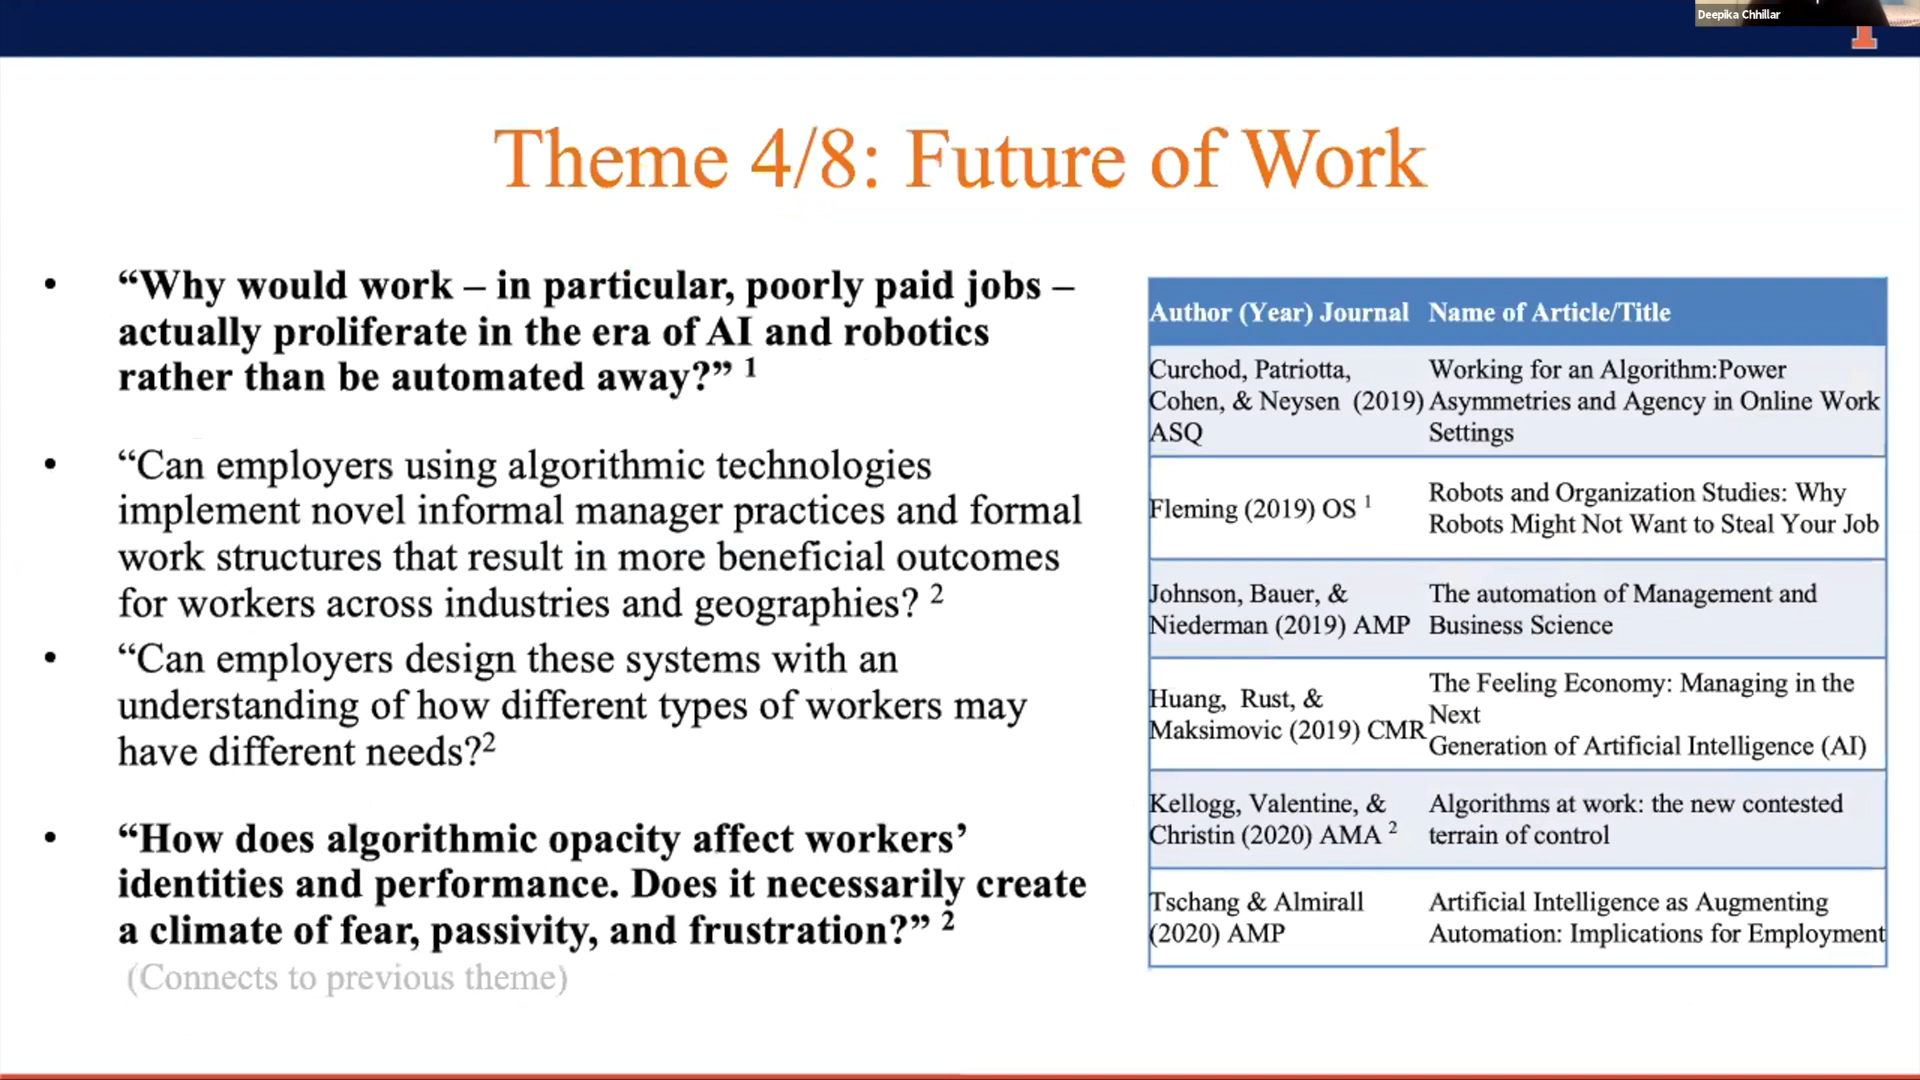 Deepika Chhillar
Theme 4/8: Future of Work
• “Why would work – in particular, poorly paid jobs –
actually proliferate in the era of AI and robotics
rather than be automated away?” 1
• “Can employers using algorithmic technologies
implement novel informal manager practices and formal
work structures that result in more beneficial outcomes
for workers across industries and geographies? 2
• “Can employers design these systems with an
understanding of how different types of workers may
have different needs?2
• “How does algorithmic opacity affect workers’
identities and performance. Does it necessarily create
a climate of fear, passivity, and frustration?” 2
(Connects to previous theme)
Author (Year) Journal
Name of Article/Title
Curchod, Patriotta,
Cohen, & Neysen (2019)
ASQ
Working for an Algorithm:Power
Asymmetries and Agency in Online Work
Settings
Fleming (2019) OS 1
Robots and Organization Studies: Why
Robots Might Not Want to Steal Your Job
Johnson, Bauer, &
Niederman (2019) AMP
The automation of Management and
Business Science
Huang, Rust, &
Maksimovic (2019) CMR
The Feeling Economy: Managing in the
Next
Generation of Artificial Intelligence (AI)
Kellogg, Valentine, &
Christin (2020) AMA 2
Algorithms at work: the new contested
terrain of control
Tschang & Almirall
(2020) AMP
Artificial Intelligence as Augmenting
Automation: Implications for Employment